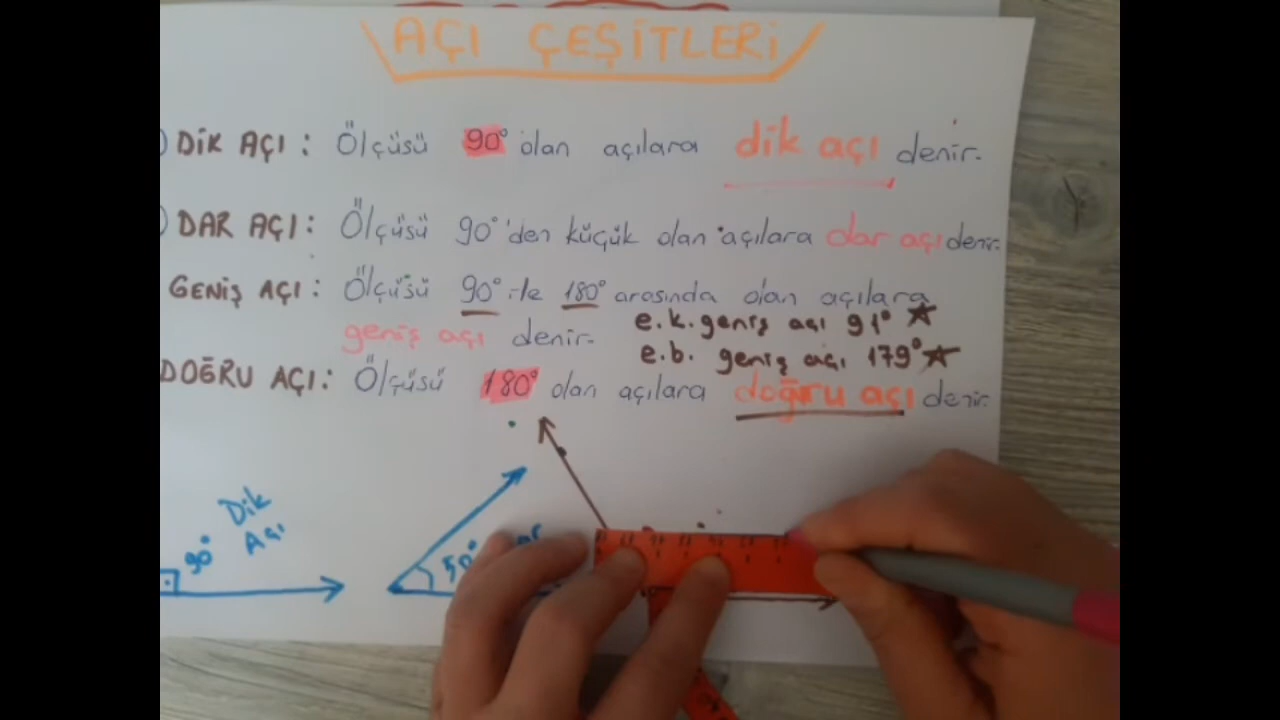 AÇI ÇEŞİTLERİ
) DİK AÇI : Ölçüsü 90° olan açılara dik açı denir.
) DAR AÇI : Ölçüsü 90°'den küçük olan açılara dar açı denir.
GENİŞ AÇI : Ölçüsü 90° ile 180° arasında olan açılara
geniş açı denir. e.k. geniş açı 91°
e.b. geniş açı 179°
DOĞRU AÇI : Ölçüsü 180° olan açılara doğru açı denir.
Dik
Açı
90°
50°